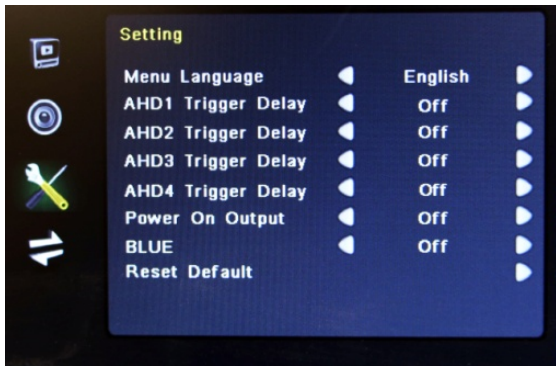 Setting
Menu Language English
AHD1 Trigger Delay Off
AHD2 Trigger Delay Off
AHD3 Trigger Delay Off
AHD4 Trigger Delay Off
Power On Output Off
BLUE Off
Reset Default